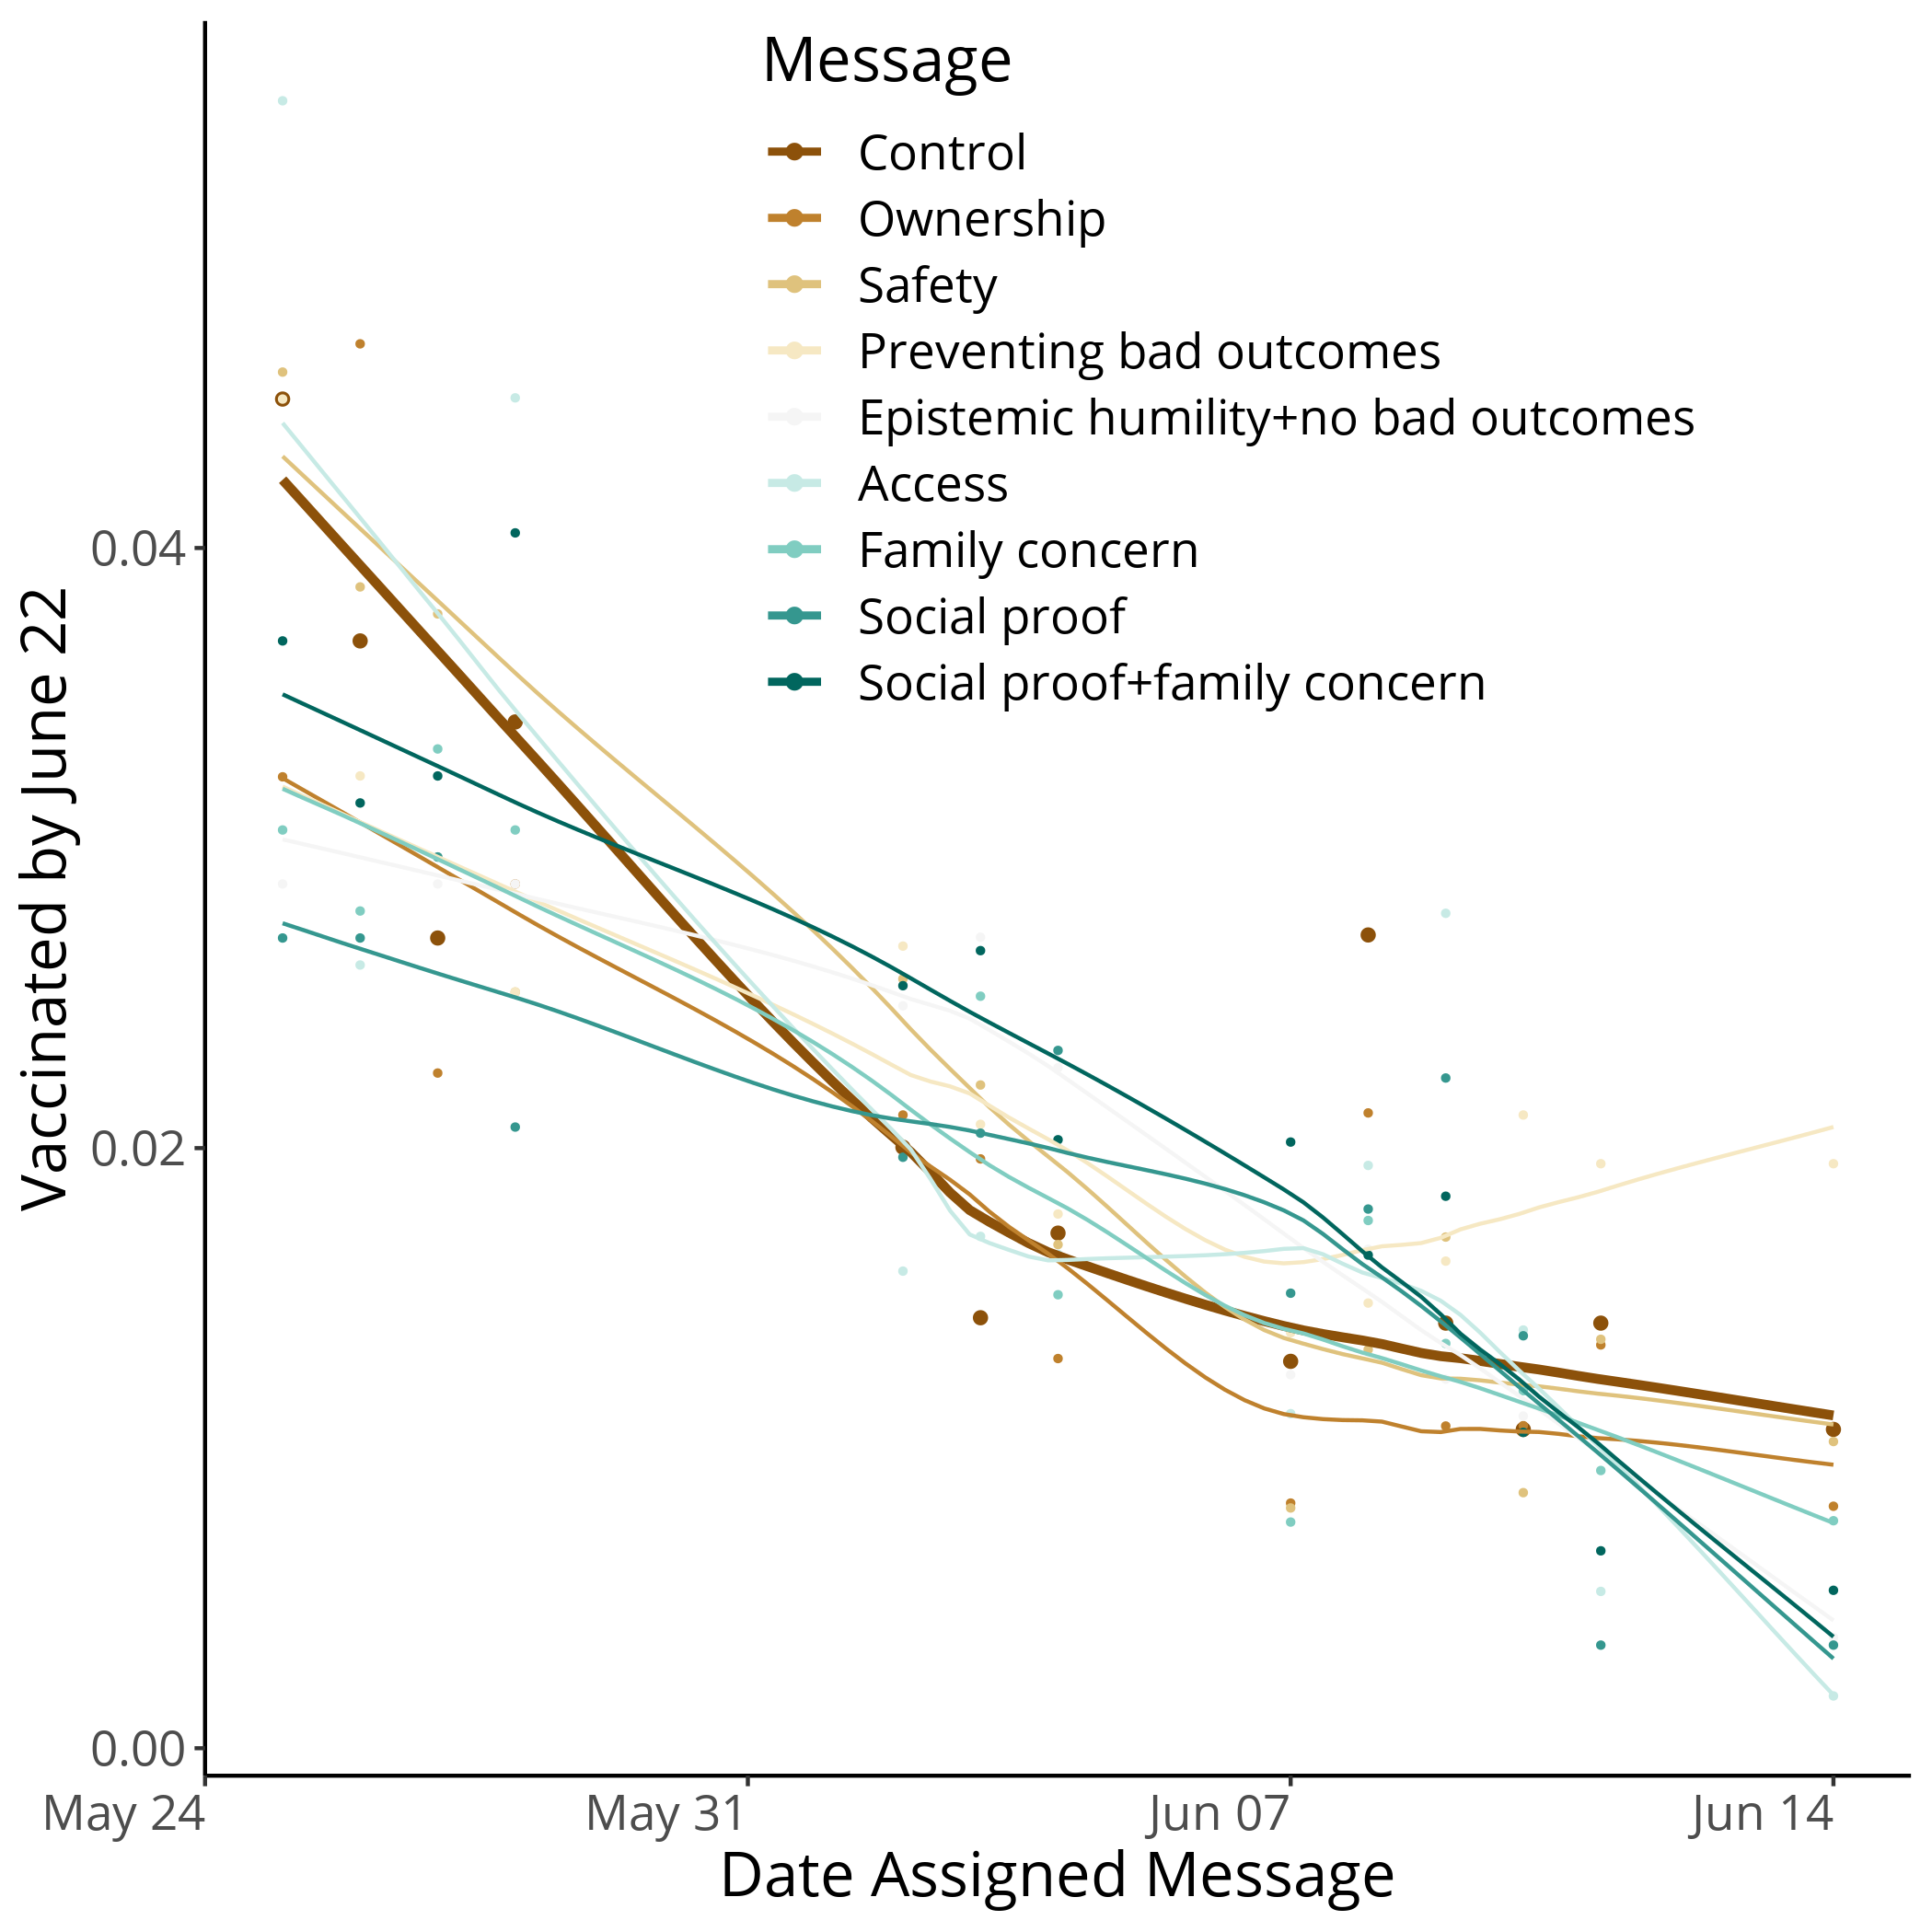 Message
Control
Ownership
Safety
Preventing bad outcomes
Epistemic humility+no bad outcomes
Access
Family concern
Social proof
Social proof+family concern
Vaccinated by June 22
0.04
0.02
0.00
May 24
May 31
Jun 07
Jun 14
Date Assigned Message